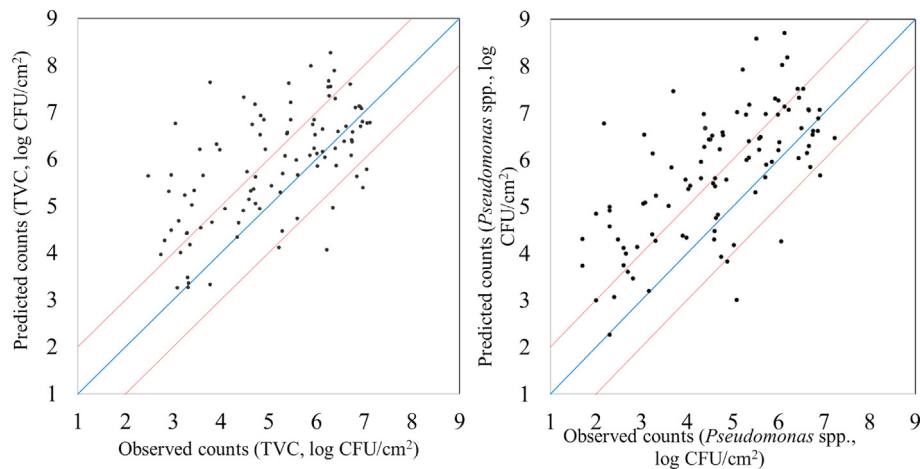 Predicted counts (TVC, log CFU/cm²)
9
8
7
6
5
4
3
2
1
1 2 3 4 5 6 7 8 9
Observed counts (TVC, log CFU/cm²)
Predicted counts (Pseudomonas spp., log
CFU/cm²)
9
8
7
6
5
4
3
2
1
1 2 3 4 5 6 7 8 9
Observed counts (Pseudomonas spp.,
log CFU/cm²)